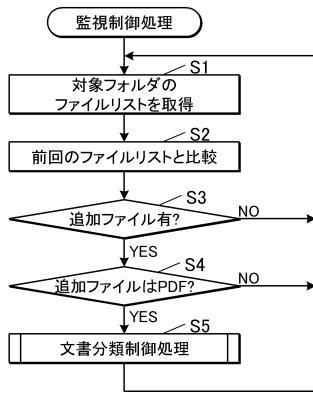 監視制御処理
S1
対象フォルダの
ファイルリストを取得
S2
前回のファイルリストと比較
S3
追加ファイル有?
NO
YES
S4
追加ファイルはPDF?
NO
YES
S5
文書分類制御処理